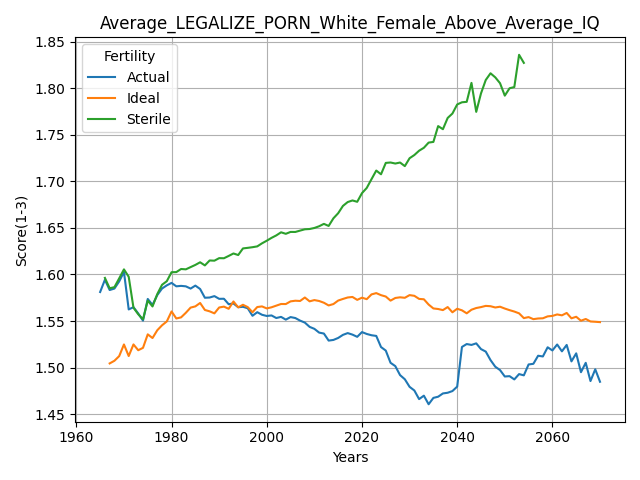 Average_LEGALIZE_PORN_White_Female_Above_Average_IQ
Fertility
Actual
Ideal
Sterile
1.85
1.80
1.75
1.70
1.65
1.60
1.55
1.50
1.45
Score(1-3)
1960
1980
2000
2020
2040
2060
Years